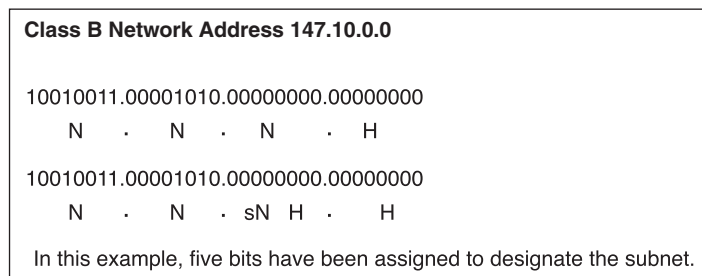 Class B Network Address 147.10.0.0
10010011.00001010.00000000.00000000
N . N . N . H
10010011.00001010.00000000.00000000
N . N . sN H . H
In this example, five bits have been assigned to designate the subnet.